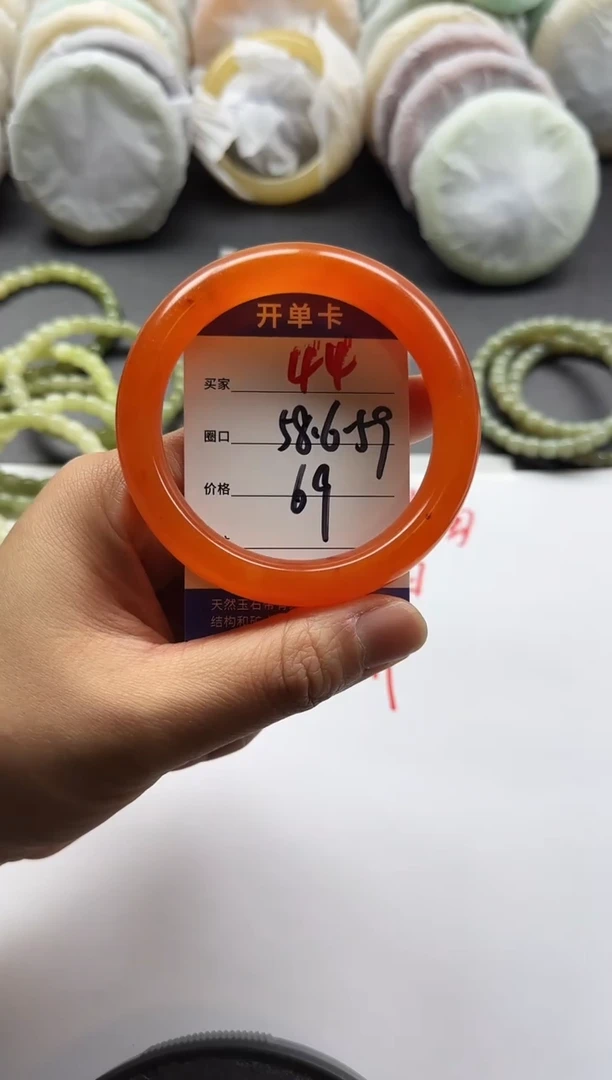 开单卡
买家 44
圈口 58.6-59
价格 69
天然玉石
结构和